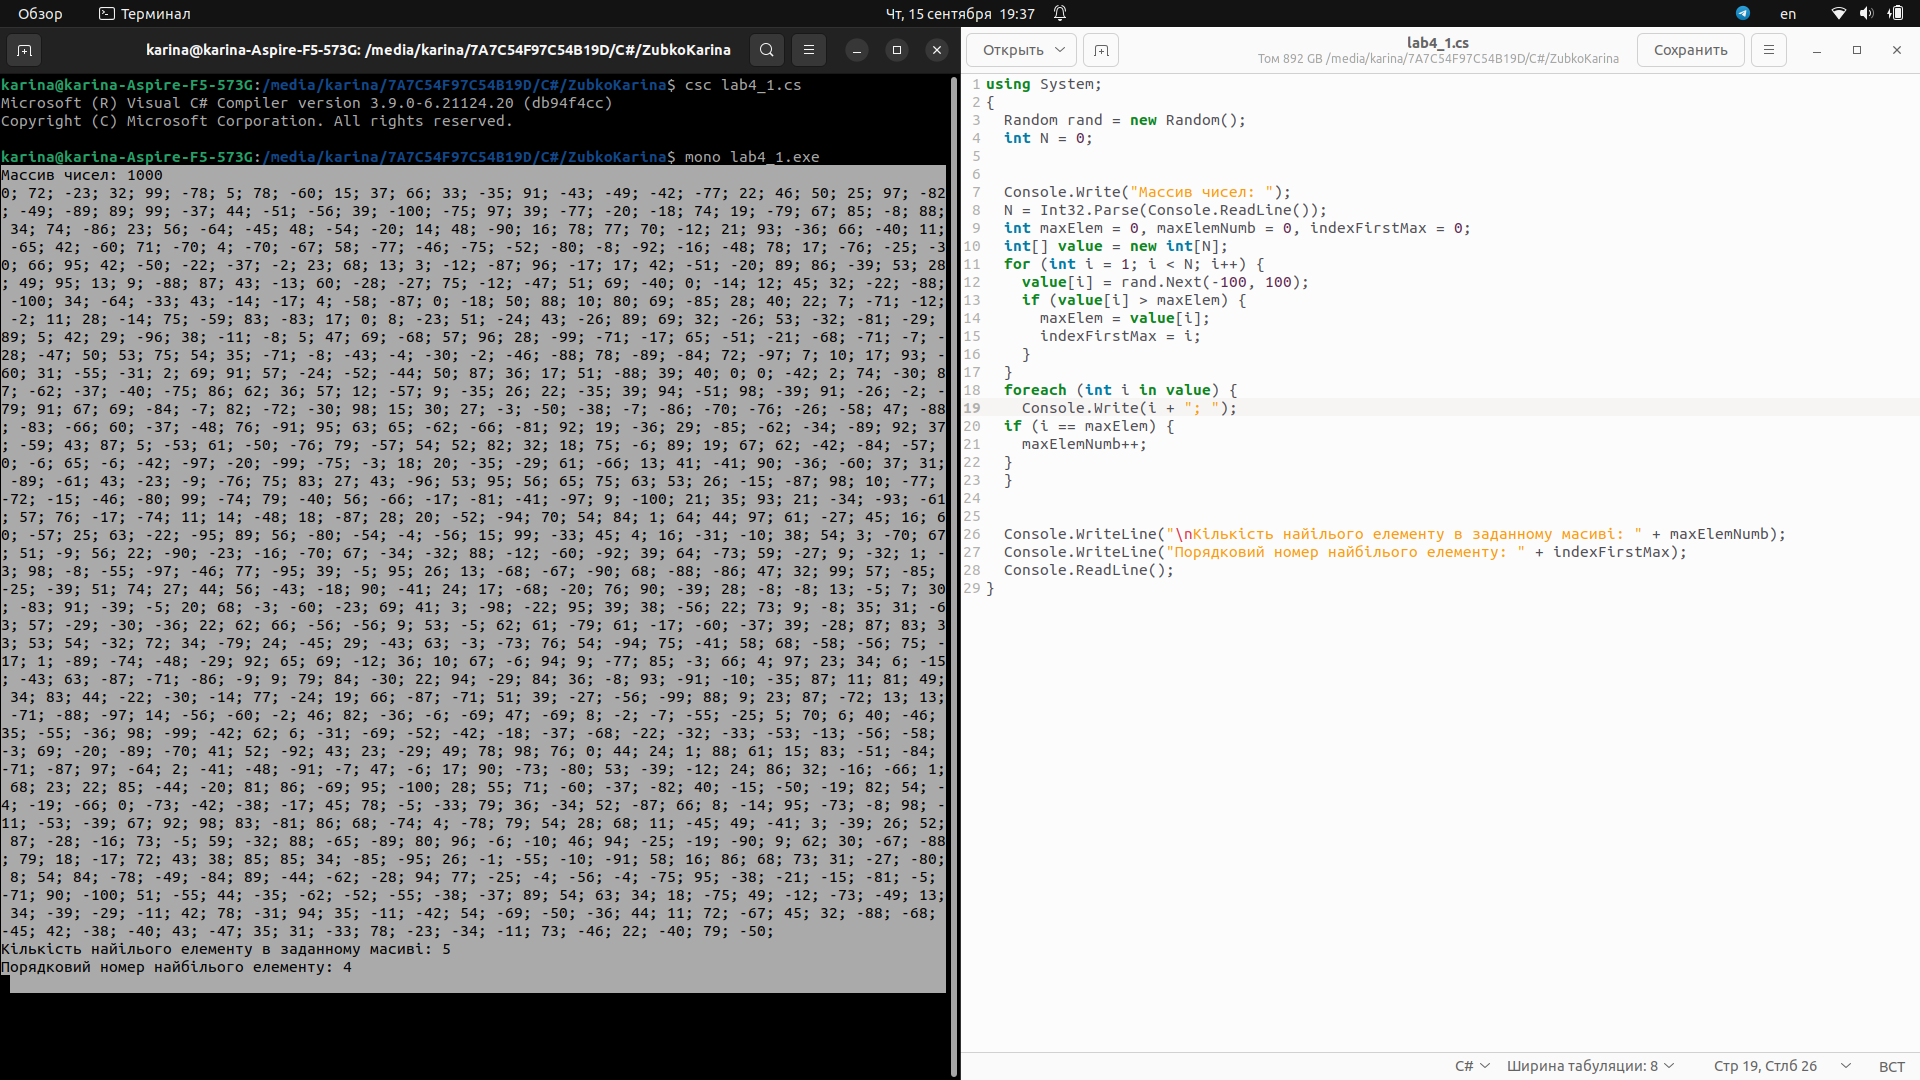 Обзор
Терминал
Чт, 15 сентября 19:37
en
karina@karina-Aspire-F5-573G: /media/karina/7A7C54F97C54B19D/C#/ZubkoKarina
karina@karina-Aspire-F5-573G:/media/karina/7A7C54F97C54B19D/C#/ZubkoKarina$ csc lab4_1.cs
Microsoft (R) Visual C# Compiler version 3.9.0-6.21124.20 (db94f4cc)
Copyright (C) Microsoft Corporation. All rights reserved.
karina@karina-Aspire-F5-573G:/media/karina/7A7C54F97C54B19D/C#/ZubkoKarina$ mono lab4_1.exe
Массив чисел: 1000
0; 72; -23; 32; 99; -78; 5; 78; -60; 15; 37; 66; 33; -35; 91; -43; -49; -42; -77; 22; 46; 50; 25; 97; -82
; -49; -89; 89; 99; -37; 44; -51; -56; 39; -100; -75; 97; 39; -77; -20; -18; 74; 19; -79; 67; 85; -8; 88;
34; 74; -86; 23; 56; -64; -45; 48; -54; -20; 14; 48; -90; 16; 78; 77; 70; -12; 21; 93; -36; 66; -40; 11;
-65; 42; -60; 71; -70; 4; -70; -67; 58; -77; -46; -75; -52; -80; -8; -92; -16; -48; 78; 17; -76; -25; -3
0; 66; 95; 42; -50; -22; -37; -2; 23; 68; 13; 3; -12; -87; 96; -17; 17; 42; -51; -20; 89; 86; -39; 53; 28
; 49; 95; 13; 9; -88; 87; 43; -13; 60; -28; -27; 75; -12; -47; 51; 69; -40; 0; -14; 12; 45; 32; -22; -88;
-100; 34; -64; -33; 43; -14; -17; 4; -58; -87; 0; -18; 50; 88; 10; 80; 69; -85; 28; 40; 22; 7; -71; -12;
-2; 11; 28; -14; 75; -59; 83; -83; 17; 0; 8; -23; 51; -24; 43; -26; 89; 69; 32; -26; 53; -32; -81; -29;
89; 5; 42; 29; -96; 38; -11; -8; 5; 47; 69; -68; 57; 96; 28; -99; -71; -17; 65; -51; -21; -68; -71; -7; -
28; -47; 50; 53; 75; 54; 35; -71; -8; -43; -4; -30; -2; -46; -88; 78; -89; -84; 72; -97; 7; 10; 17; 93; -
60; 31; -55; -31; 2; 69; 91; 57; -24; -52; -44; 50; 87; 36; 17; 51; -88; 39; 40; 0; 0; -42; 2; 74; -30; 8
7; -62; -37; -40; -75; 86; 62; 36; 57; 12; -57; 9; -35; 26; 22; -35; 39; 94; -51; 98; -39; 91; -26; -2; -
79; 91; 67; 69; -84; -7; 82; -72; -30; 98; 15; 30; 27; -3; -50; -38; -7; -86; -70; -76; -26; -58; 47; -88
; -83; -66; 60; -37; -48; 76; -91; 95; 63; 65; -62; -66; -81; 92; 19; -36; 29; -85; -62; -34; -89; 92; 37
; -59; 43; 87; 5; -53; 61; -50; -76; 79; -57; 54; 52; 82; 32; 18; 75; -6; 89; 19; 67; 62; -42; -84; -57;
0; -6; 65; -6; -42; -97; -20; -99; -75; -3; 18; 20; -35; -29; 61; -66; 13; 41; -41; 90; -36; -60; 37; 31;
-89; -61; 43; -23; -9; -76; 75; 83; 27; 43; -96; 53; 95; 56; 65; 75; 63; 53; 26; -15; -87; 98; 10; -77;
-72; -15; -46; -80; 99; -74; 79; -40; 56; -66; -17; -81; -41; -97; 9; -100; 21; 35; 93; 21; -34; -93; -61
; 57; 76; -17; -74; 11; 14; -48; 18; -87; 28; 20; -52; -94; 70; 54; 84; 1; 64; 44; 97; 61; -27; 45; 16; 6
0; -57; 25; 63; -22; -95; 89; 56; -80; -54; -4; -56; 15; 99; -33; 45; 4; 16; -31; -10; 38; 54; 3; -70; 67
; 51; -9; 56; 22; -90; -23; -16; -70; 67; -34; -32; 88; -12; -60; -92; 39; 64; -73; 59; -27; 9; -32; 1; -
3; 98; -8; -55; -97; -46; 77; -95; 39; -5; 95; 26; 13; -68; -67; -90; 68; -88; -86; 47; 32; 99; 57; -85;
-25; -39; 51; 74; 27; 44; 56; -43; -18; 90; -41; 24; 17; -68; -20; 76; 90; -39; 28; -8; -8; 13; -5; 7; 30
; -83; 91; -39; -5; 20; 68; -3; -60; -23; 69; 41; 3; -98; -22; 95; 39; 38; -56; 22; 73; 9; -8; 35; 31; -6
3; 57; -29; -30; -36; 22; 62; 66; -56; -56; 9; 53; -5; 62; 61; -79; 61; -17; -60; -37; 39; -28; 87; 83; 3
3; 53; 54; -32; 72; 34; -79; 24; -45; 29; -43; 63; -3; -73; 76; 54; -94; 75; -41; 58; 68; -58; -56; 75; -
17; 1; -89; -74; -48; -29; 92; 65; 69; -12; 36; 10; 67; -6; 94; 9; -77; 85; -3; 66; 4; 97; 23; 34; 6; -15
; -43; 63; -87; -71; -86; -9; 9; 79; 84; -30; 22; 94; -29; 84; 36; -8; 93; -91; -10; -35; 87; 11; 81; 49;
34; 83; 44; -22; -30; -14; 77; -24; 19; 66; -87; -71; 51; 39; -27; -56; -99; 88; 9; 23; 87; -72; 13; 13;
-71; -88; -97; 14; -56; -60; -2; 46; 82; -36; -6; -69; 47; -69; 8; -2; -7; -55; -25; 5; 70; 6; 40; -46;
35; -55; -36; 98; -99; -42; 62; 6; -31; -69; -52; -42; -18; -37; -68; -22; -32; -33; -53; -13; -56; -58;
-3; 69; -20; -89; -70; 41; 52; -92; 43; 23; -29; 49; 78; 98; 76; 0; 44; 24; 1; 88; 61; 15; 83; -51; -84;
-71; -87; 97; -64; 2; -41; -48; -91; -7; 47; -6; 17; 90; -73; -80; 53; -39; -12; 24; 86; 32; -16; -66; 1;
68; 23; 22; 85; -44; -20; 81; 86; -69; 95; -100; 28; 55; 71; -60; -37; -82; 40; -15; -50; -19; 82; 54; -
4; -19; -66; 0; -73; -42; -38; -17; 45; 78; -5; -33; 79; 36; -34; 52; -87; 66; 8; -14; 95; -73; -8; 98; -
11; -53; -39; 67; 92; 98; 83; -81; 86; 68; -74; 4; -78; 79; 54; 28; 68; 11; -45; 49; -41; 3; -39; 26; 52;
87; -28; -16; 73; -5; 59; -32; 88; -65; -89; 80; 96; -6; -10; 46; 94; -25; -19; -90; 9; 62; 30; -67; -88
; 79; 18; -17; 72; 43; 38; 85; 85; 34; -85; -95; 26; -1; -55; -10; -91; 58; 16; 86; 68; 73; 31; -27; -80;
8; 54; 84; -78; -49; -84; 89; -44; -62; -28; 94; 77; -25; -4; -56; -4; -75; 95; -38; -21; -15; -81; -5;
-71; 90; -100; 51; -55; 44; -35; -62; -52; -55; -38; -37; 89; 54; 63; 34; 18; -75; 49; -12; -73; -49; 13;
34; -39; -29; -11; 42; 78; -31; 94; 35; -11; -42; 54; -69; -50; -36; 44; 11; 72; -67; 45; 32; -88; -68;
-45; 42; -38; -40; 43; -47; 35; 31; -33; 78; -23; -34; -11; 73; -46; 22; -40; 79; -50;
Кількість найілього елементу в заданному масиві: 5
Порядковий номер найбілього елементу: 4
Открыть
lab4_1.cs
Том 892 GB /media/karina/7A7C54F97C54B19D/C#/ZubkoKarina
Сохранить
1 using System;
2 {
3 Random rand = new Random();
4 int N = 0;
5
6
7 Console.Write("Массив чисел: ");
8 N = Int32.Parse(Console.ReadLine());
9 int maxElem = 0, maxElemNumb = 0, indexFirstMax = 0;
10 int[] value = new int[N];
11 for (int i = 1; i < N; i++) {
12 value[i] = rand.Next(-100, 100);
13 if (value[i] > maxElem) {
14 maxElem = value[i];
15 indexFirstMax = i;
16 }
17 }
18 foreach (int i in value) {
19 Console.Write(i + "; ");
20 if (i == maxElem) {
21 maxElemNumb++;
22 }
23 }
24
25
26 Console.WriteLine("\nКількість найілього елементу в заданному масиві: " + maxElemNumb);
27 Console.WriteLine("Порядковий номер найбілього елементу: " + indexFirstMax);
28 Console.ReadLine();
29 }
C#
Ширина табуляции: 8
Стр 19, Стлб 26
ВСТ